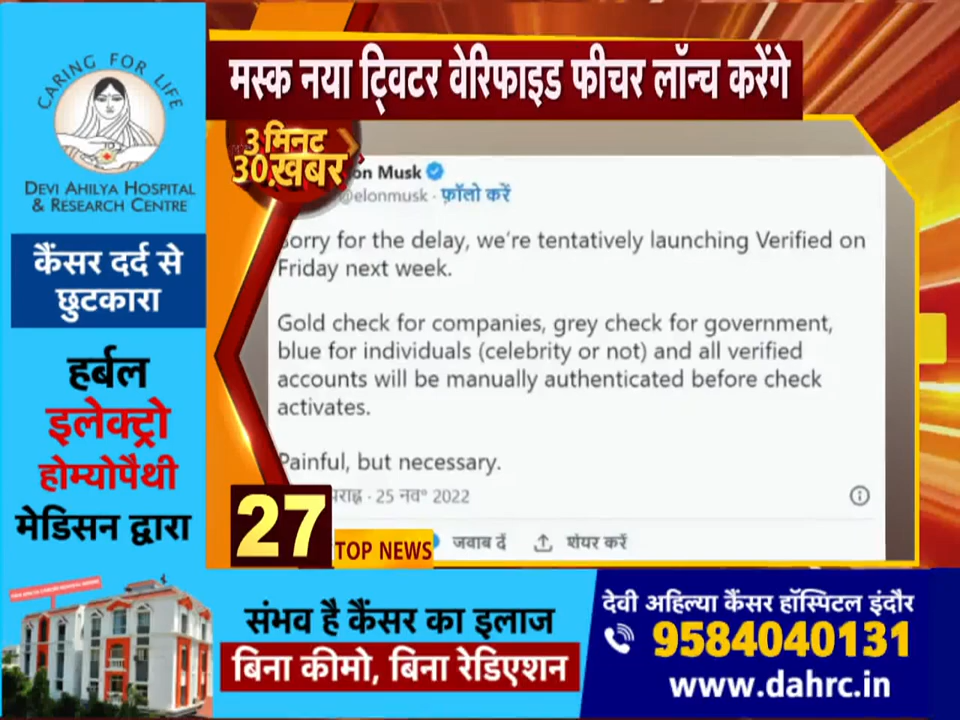 मस्क नया ट्विटर वेरिफाइड फीचर लॉन्च करेंगे
CARING FOR LIFE
DEVI AHILYA HOSPITAL
& RESEARCH CENTRE
कैंसर दर्द से
छुटकारा
हर्बल
इलेक्ट्रो
होम्योपैथी
मेडिसन द्वारा
3 मिनट
30 ख़बर
on Musk
@elonmusk · फ़ॉलो करें
Sorry for the delay, we're tentatively launching Verified on
Friday next week.
Gold check for companies, grey check for government,
blue for individuals (celebrity or not) and all verified
accounts will be manually authenticated before check
activates.
Painful, but necessary.
राह्न · 25 नव° 2022
जवाब दें
शेयर करें
27
TOP NEWS
संभव है कैंसर का इलाज
बिना कीमो, बिना रेडिएशन
देवी अहिल्या कैंसर हॉस्पिटल इंदौर
9584040131
www.dahrc.in